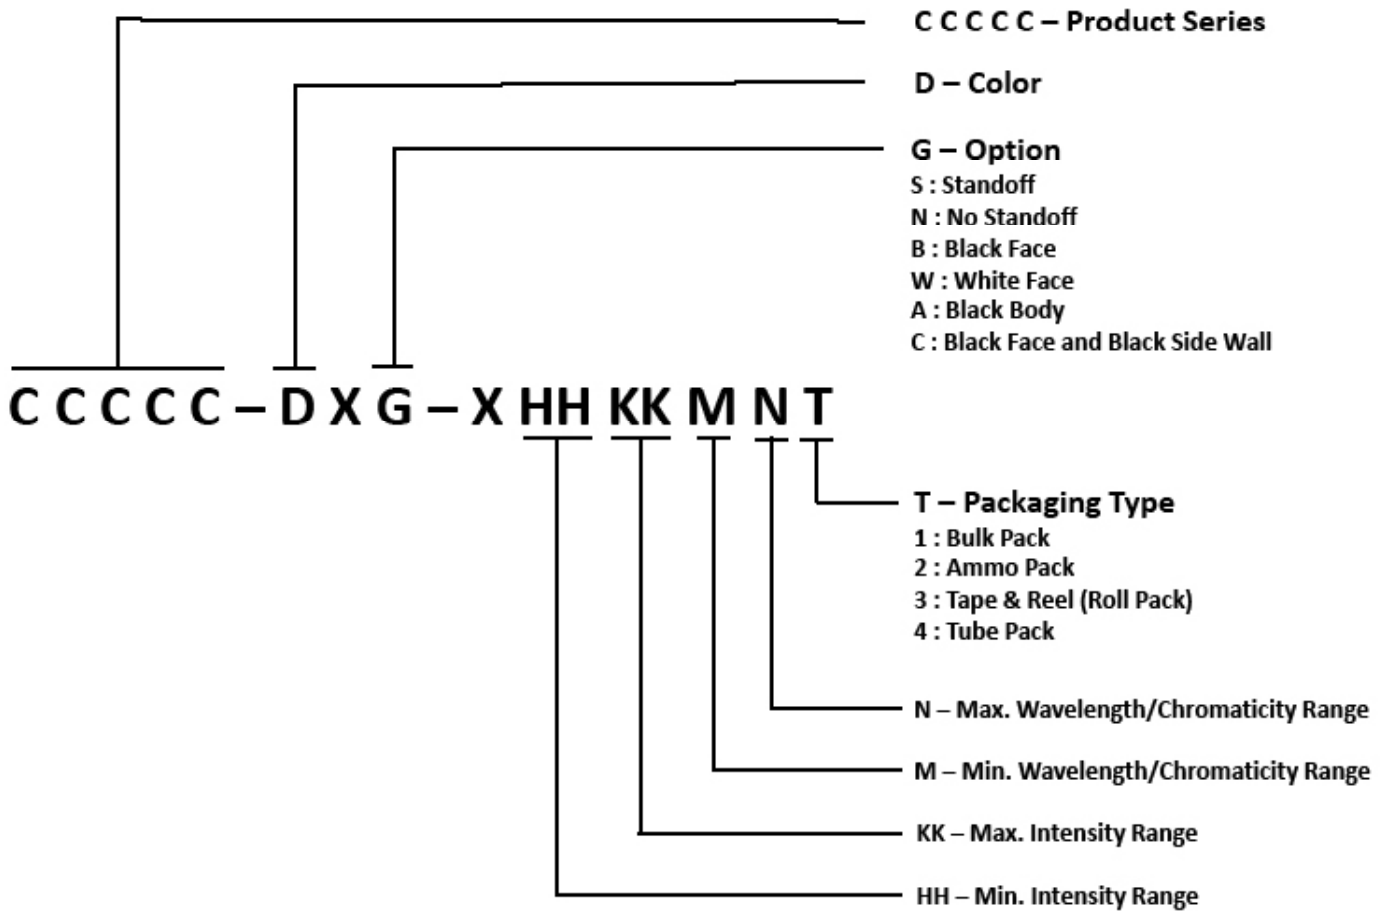 C C C C C – Product Series
D – Color
G – Option
S : Standoff
N : No Standoff
B : Black Face
W : White Face
A : Black Body
C : Black Face and Black Side Wall
C C C C C – D X G – X HH KK M N T
T – Packaging Type
1 : Bulk Pack
2 : Ammo Pack
3 : Tape & Reel (Roll Pack)
4 : Tube Pack
N – Max. Wavelength/Chromaticity Range
M – Min. Wavelength/Chromaticity Range
KK – Max. Intensity Range
HH – Min. Intensity Range